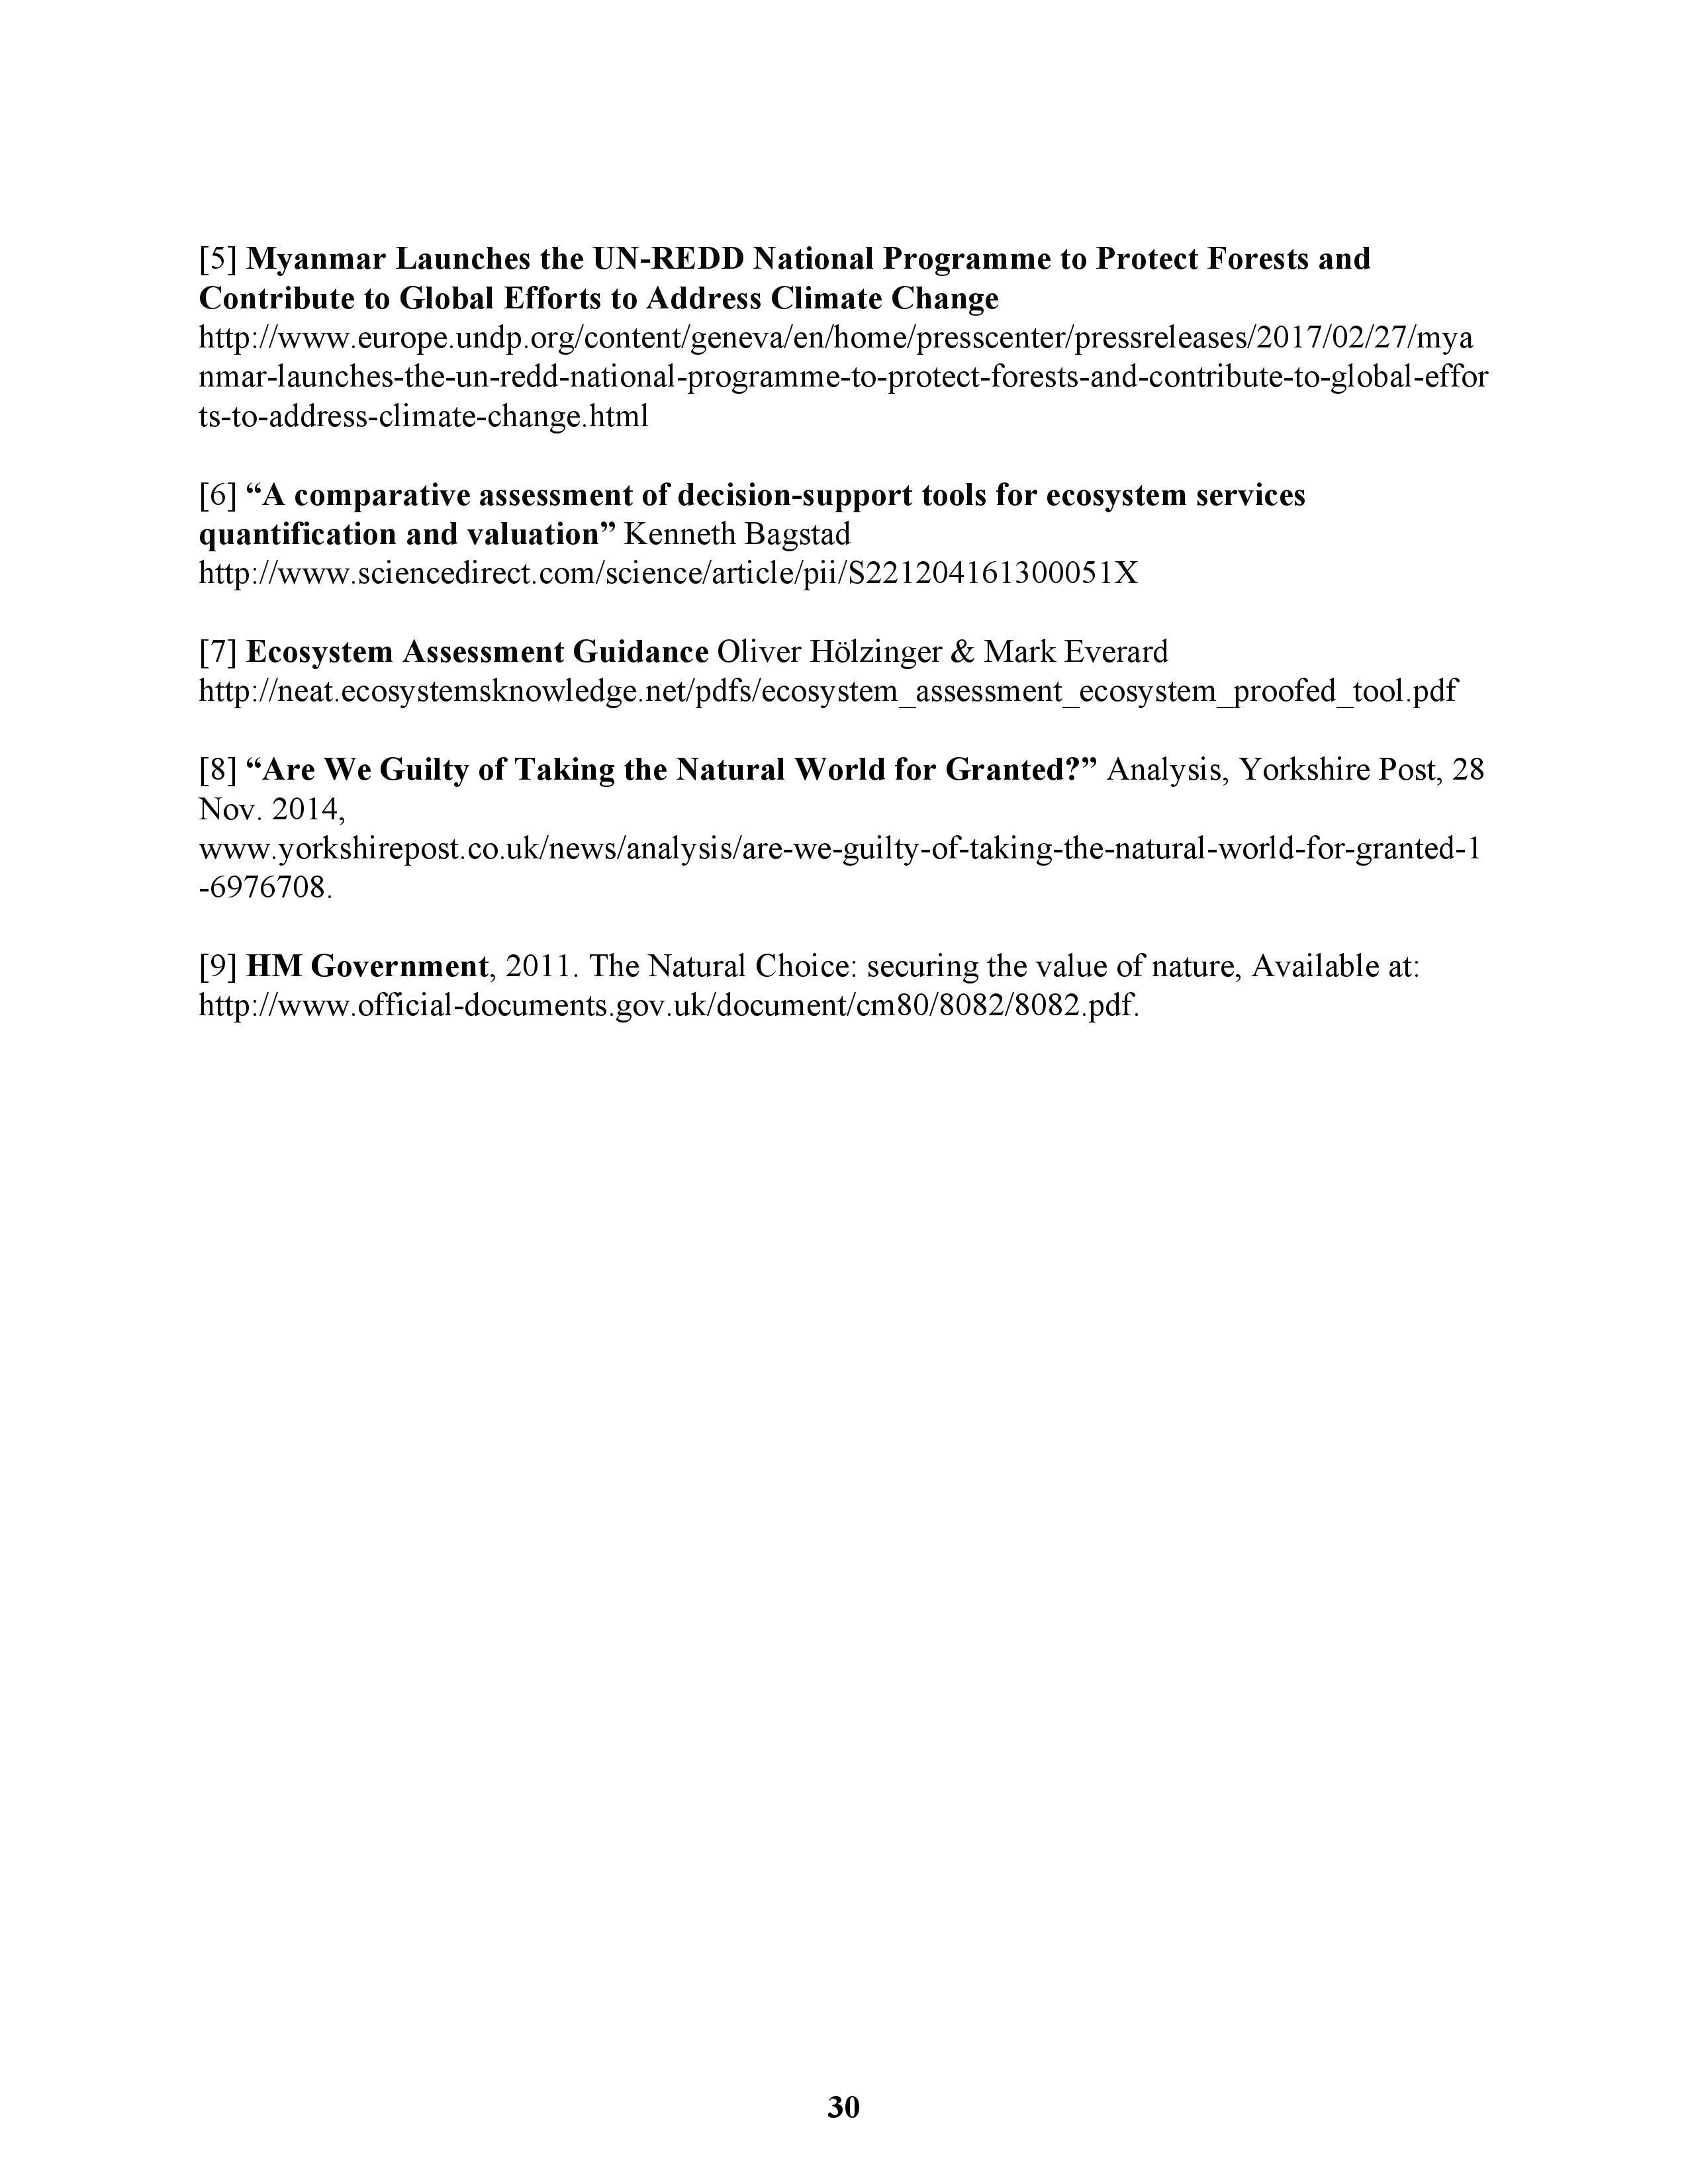 [5] Myanmar Launches the UN-REDD National Programme to Protect Forests and
Contribute to Global Efforts to Address Climate Change
http://www.europe.undp.org/content/geneva/en/home/presscenter/pressreleases/2017/02/27/mya
nmar-launches-the-un-redd-national-programme-to-protect-forests-and-contribute-to-global-effor
ts-to-address-climate-change.html
[6] “A comparative assessment of decision-support tools for ecosystem services
quantification and valuation” Kenneth Bagstad
http://www.sciencedirect.com/science/article/pii/S221204161300051X
[7] Ecosystem Assessment Guidance Oliver Hölzinger & Mark Everard
http://neat.ecosystemsknowledge.net/pdfs/ecosystem_assessment_ecosystem_proofed_tool.pdf
[8] “Are We Guilty of Taking the Natural World for Granted?” Analysis, Yorkshire Post, 28
Nov. 2014,
www.yorkshirepost.co.uk/news/analysis/are-we-guilty-of-taking-the-natural-world-for-granted-1
-6976708.
[9] HM Government, 2011. The Natural Choice: securing the value of nature, Available at:
http://www.official-documents.gov.uk/document/cm80/8082/8082.pdf.
30